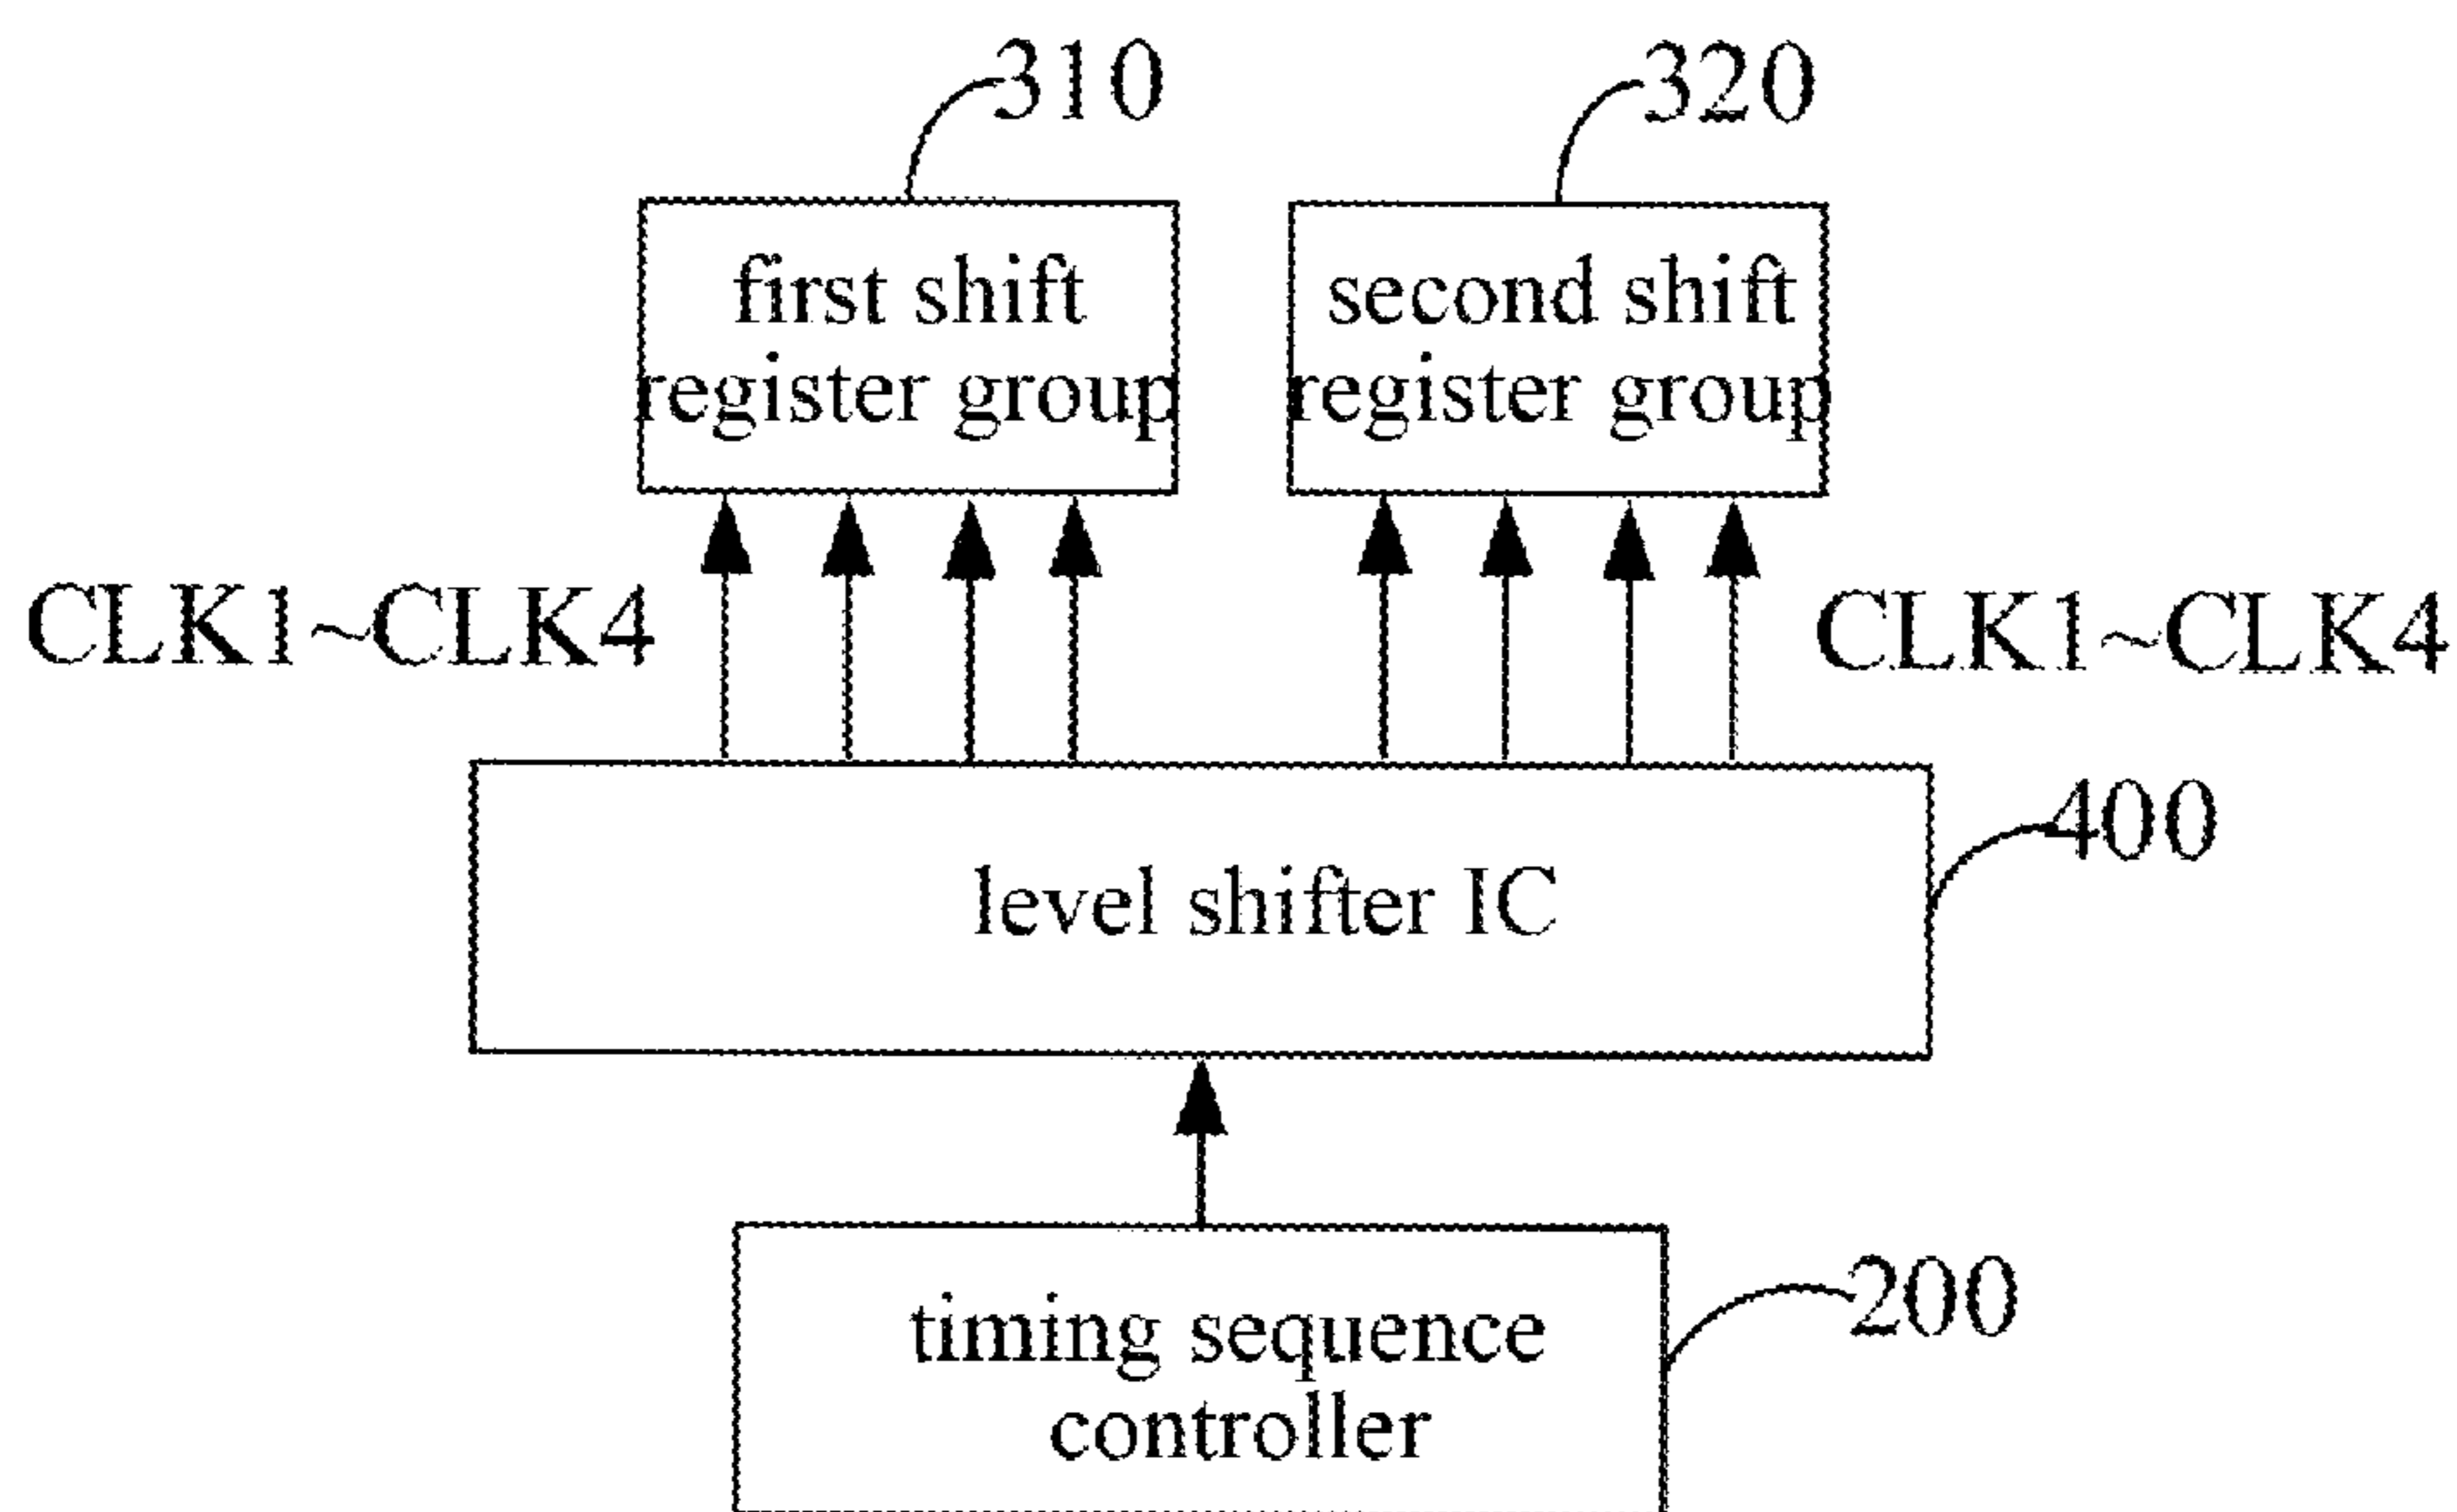 310
320
first shift
register group
second shift
register group
CLK1~CLK4
CLK1~CLK4
400
level shifter IC
200
timing sequence
controller